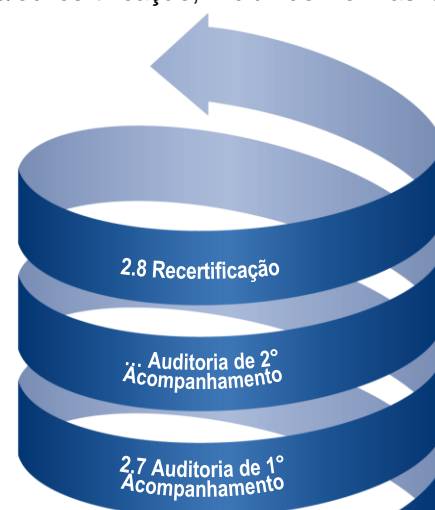 2.8 Recertificação
... Auditoria de 2°
Acompanhamento
2.7 Auditoria de 1°
Acompanhamento